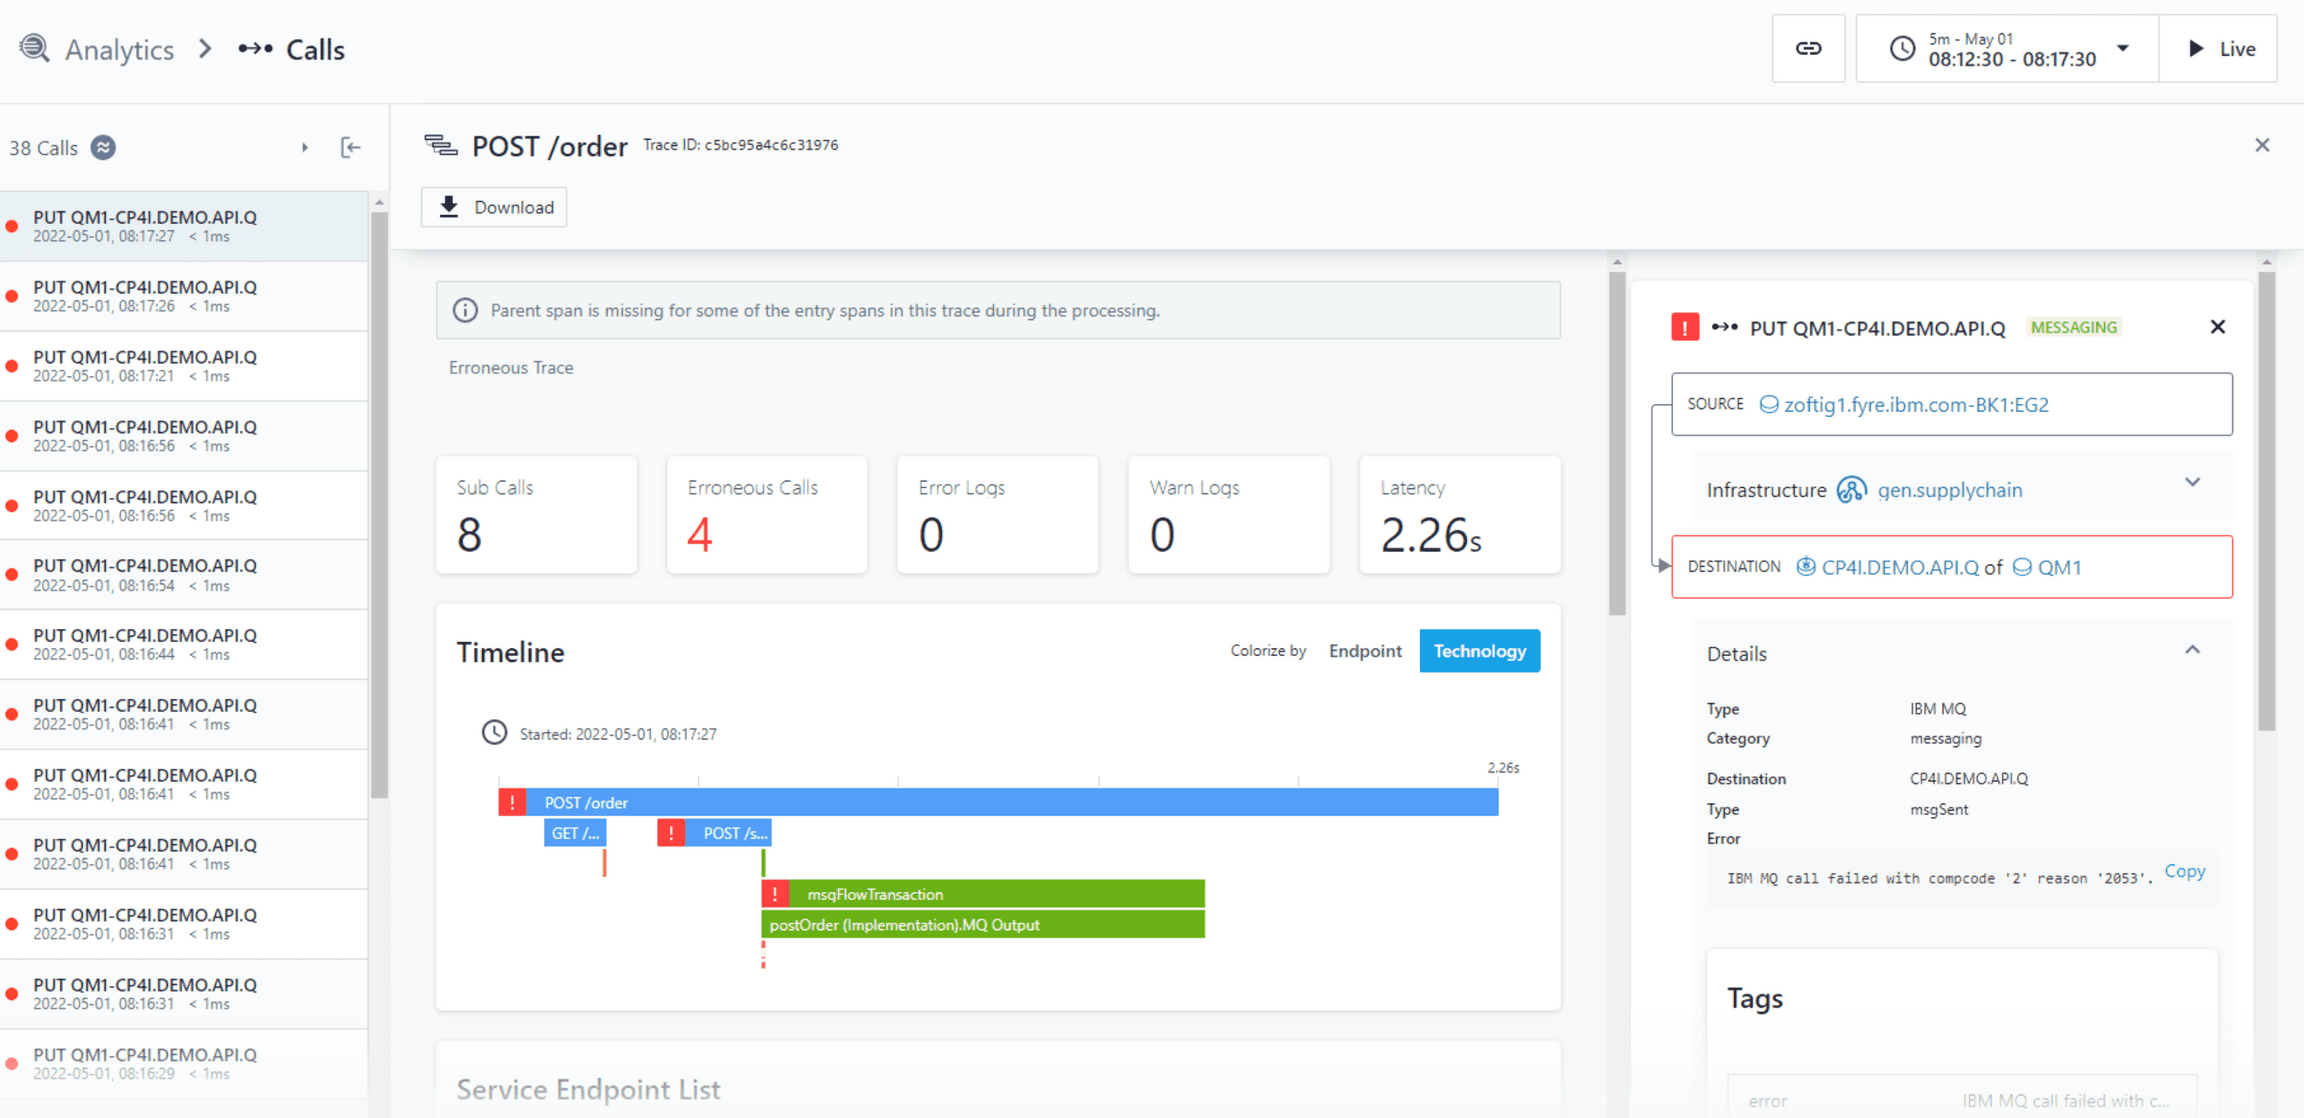 Analytics > Calls
5m - May 01
08:12:30 - 08:17:30
Live
38 Calls
PUT QM1-CP4I.DEMO.API.Q
2022-05-01, 08:17:27 < 1ms
PUT QM1-CP4I.DEMO.API.Q
2022-05-01, 08:17:26 < 1ms
PUT QM1-CP4I.DEMO.API.Q
2022-05-01, 08:17:21 < 1ms
PUT QM1-CP4I.DEMO.API.Q
2022-05-01, 08:16:56 < 1ms
PUT QM1-CP4I.DEMO.API.Q
2022-05-01, 08:16:56 < 1ms
PUT QM1-CP4I.DEMO.API.Q
2022-05-01, 08:16:54 < 1ms
PUT QM1-CP4I.DEMO.API.Q
2022-05-01, 08:16:44 < 1ms
PUT QM1-CP4I.DEMO.API.Q
2022-05-01, 08:16:41 < 1ms
PUT QM1-CP4I.DEMO.API.Q
2022-05-01, 08:16:41 < 1ms
PUT QM1-CP4I.DEMO.API.Q
2022-05-01, 08:16:41 < 1ms
PUT QM1-CP4I.DEMO.API.Q
2022-05-01, 08:16:31 < 1ms
PUT QM1-CP4I.DEMO.API.Q
2022-05-01, 08:16:31 < 1ms
PUT QM1-CP4I.DEMO.API.Q
2022-05-01, 08:16:29 < 1ms
POST /order Trace ID: c5bc95a4c6c31976
Download
Parent span is missing for some of the entry spans in this trace during the processing.
Erroneous Trace
Sub Calls
8
Erroneous Calls
4
Error Logs
0
Warn Logs
0
Latency
2.26s
Timeline
Colorize by Endpoint Technology
Started: 2022-05-01, 08:17:27
2.26s
! POST /order
GET /... ! POST /s...
! msgFlowTransaction
postOrder (Implementation).MQ Output
Service Endpoint List
! PUT QM1-CP4I.DEMO.API.Q MESSAGING
SOURCE zoftig1.fyre.ibm.com-BK1:EG2
Infrastructure gen.supplychain
DESTINATION CP4I.DEMO.API.Q of QM1
Details
Type IBM MQ
Category messaging
Destination CP4I.DEMO.API.Q
Type msgSent
Error
IBM MQ call failed with compcode '2' reason '2053'. Copy
Tags
error IBM MQ call failed with c...